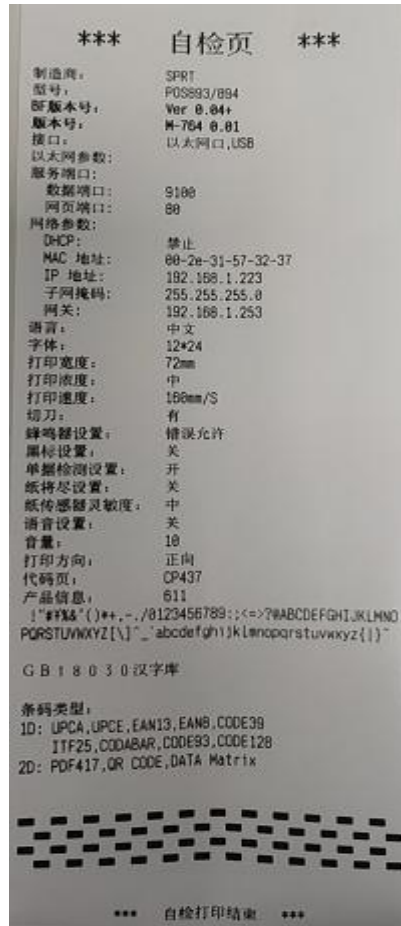 *** 自检页 ***
制造商: SPRT
型号: POS893/894
BF版本号: Ver 0.04+
版本号: M-764 0.01
接口: 以太网口,USB
以太网参数:
服务端口:
数据端口: 9100
网页端口: 80
网络参数:
DHCP: 禁止
MAC 地址: 00-2e-31-57-32-37
IP 地址: 192.168.1.223
子网掩码: 255.255.255.0
网关: 192.168.1.253
语言: 中文
字体: 12*24
打印宽度: 72mm
打印浓度: 中
打印速度: 160mm/S
切刀: 有
蜂鸣器设置: 错误允许
黑标设置: 关
单据检测设置: 开
纸将尽设置: 关
纸传感器灵敏度: 中
语音设置: 关
音量: 10
打印方向: 正向
代码页: CP437
产品信息: 611
!"#¥%&'()*+,-./0123456789:;<=>?@ABCDEFGHIJKLMNO
PQRSTUVWXYZ[\]^_`abcdefghijklmnopqrstuvwxyz{|}~
GB18030汉字库
条码类型:
1D: UPCA,UPCE,EAN13,EAN8,CODE39
ITF25,CODABAR,CODE93,CODE128
2D: PDF417,QR CODE,DATA Matrix
*** 自检打印结束 ***